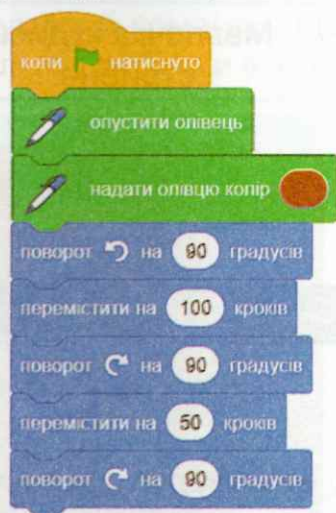 коли натиснуто
опустити олівець
надати олівцю колір
поворот на 90 градусів
перемістити на 100 кроків
поворот на 90 градусів
перемістити на 50 кроків
поворот на 90 градусів